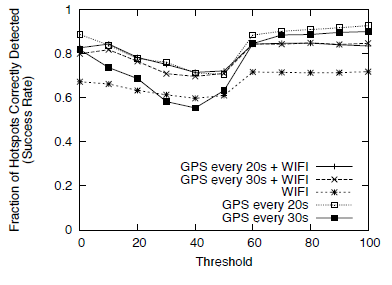 Fraction of Hotspots Correctly Detected
(Success Rate)
1
0.8
0.6
0.4
0.2
0
GPS every 20s + WIFI
GPS every 30s + WIFI
WIFI
GPS every 20s
GPS every 30s
0 20 40 60 80 100
Threshold